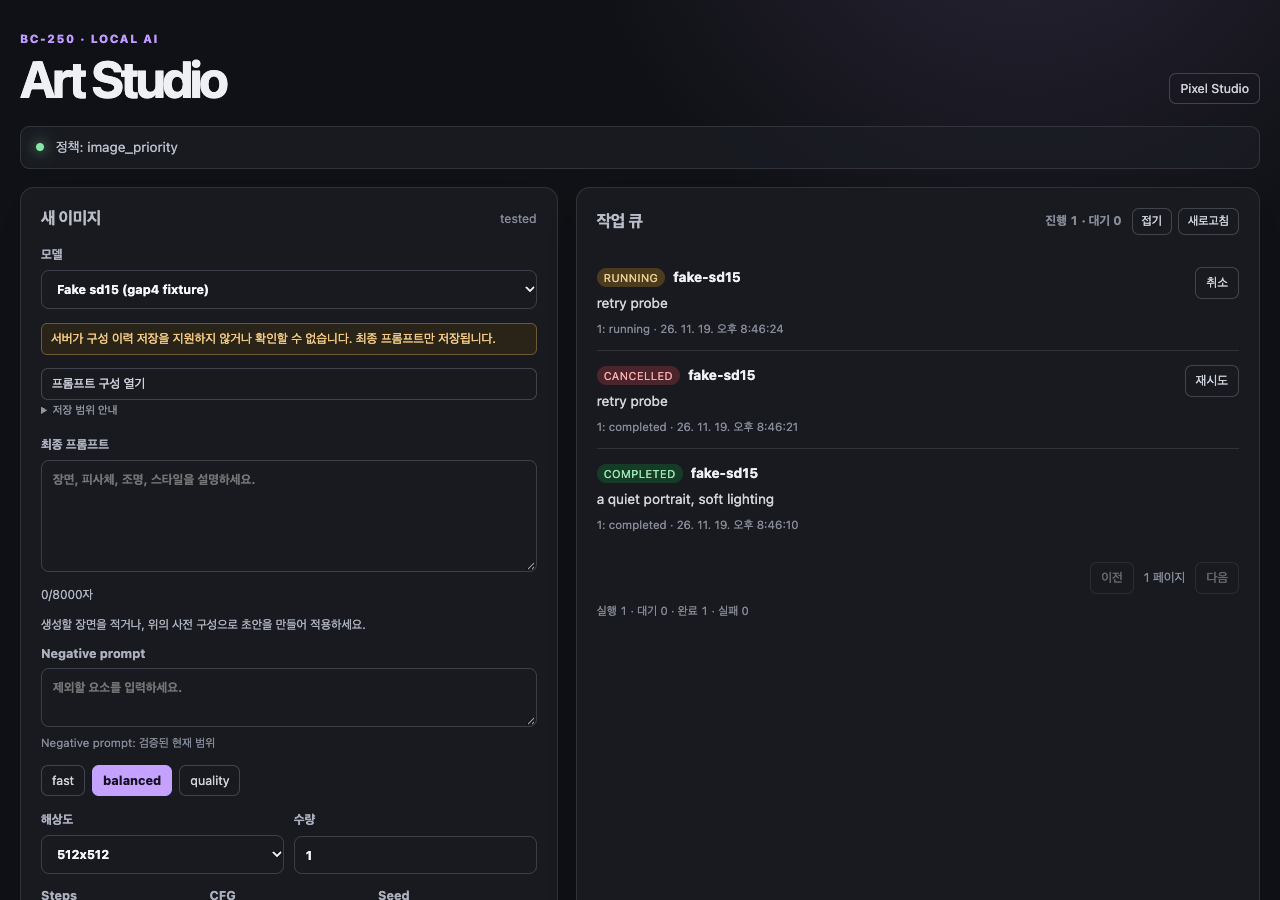 BC-250 · LOCAL AI
Art Studio
Pixel Studio
정책: image_priority
새 이미지
tested
모델
Fake sd15 (gap4 fixture)
서버가 구성 이력 저장을 지원하지 않거나 확인할 수 없습니다. 최종 프롬프트만 저장됩니다.
프롬프트 구성 열기
저장 범위 안내
최종 프롬프트
장면, 피사체, 조명, 스타일을 설명하세요.
0/8000자
생성할 장면을 적거나, 위의 사전 구성으로 초안을 만들어 적용하세요.
Negative prompt
제외할 요소를 입력하세요.
Negative prompt: 검증된 현재 범위
fast
balanced
quality
해상도
수량
512x512
1
Steps
CFG
Seed
작업 큐
진행 1 · 대기 0
접기
새로고침
RUNNING fake-sd15
취소
retry probe
1: running · 26. 11. 19. 오후 8:46:24
CANCELLED fake-sd15
재시도
retry probe
1: completed · 26. 11. 19. 오후 8:46:21
COMPLETED fake-sd15
a quiet portrait, soft lighting
1: completed · 26. 11. 19. 오후 8:46:10
이전
1 페이지
다음
실행 1 · 대기 0 · 완료 1 · 실패 0